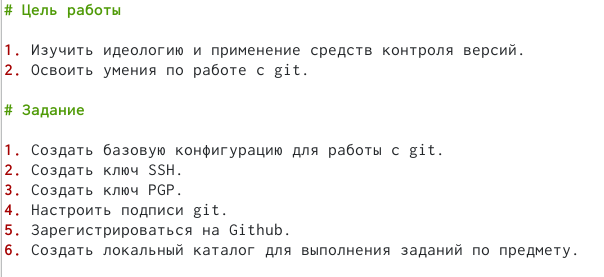 # Цель работы
1. Изучить идеологию и применение средств контроля версий.
2. Освоить умения по работе с git.
# Задание
1. Создать базовую конфигурацию для работы с git.
2. Создать ключ SSH.
3. Создать ключ PGP.
4. Настроить подписи git.
5. Зарегистрироваться на Github.
6. Создать локальный каталог для выполнения заданий по предмету.